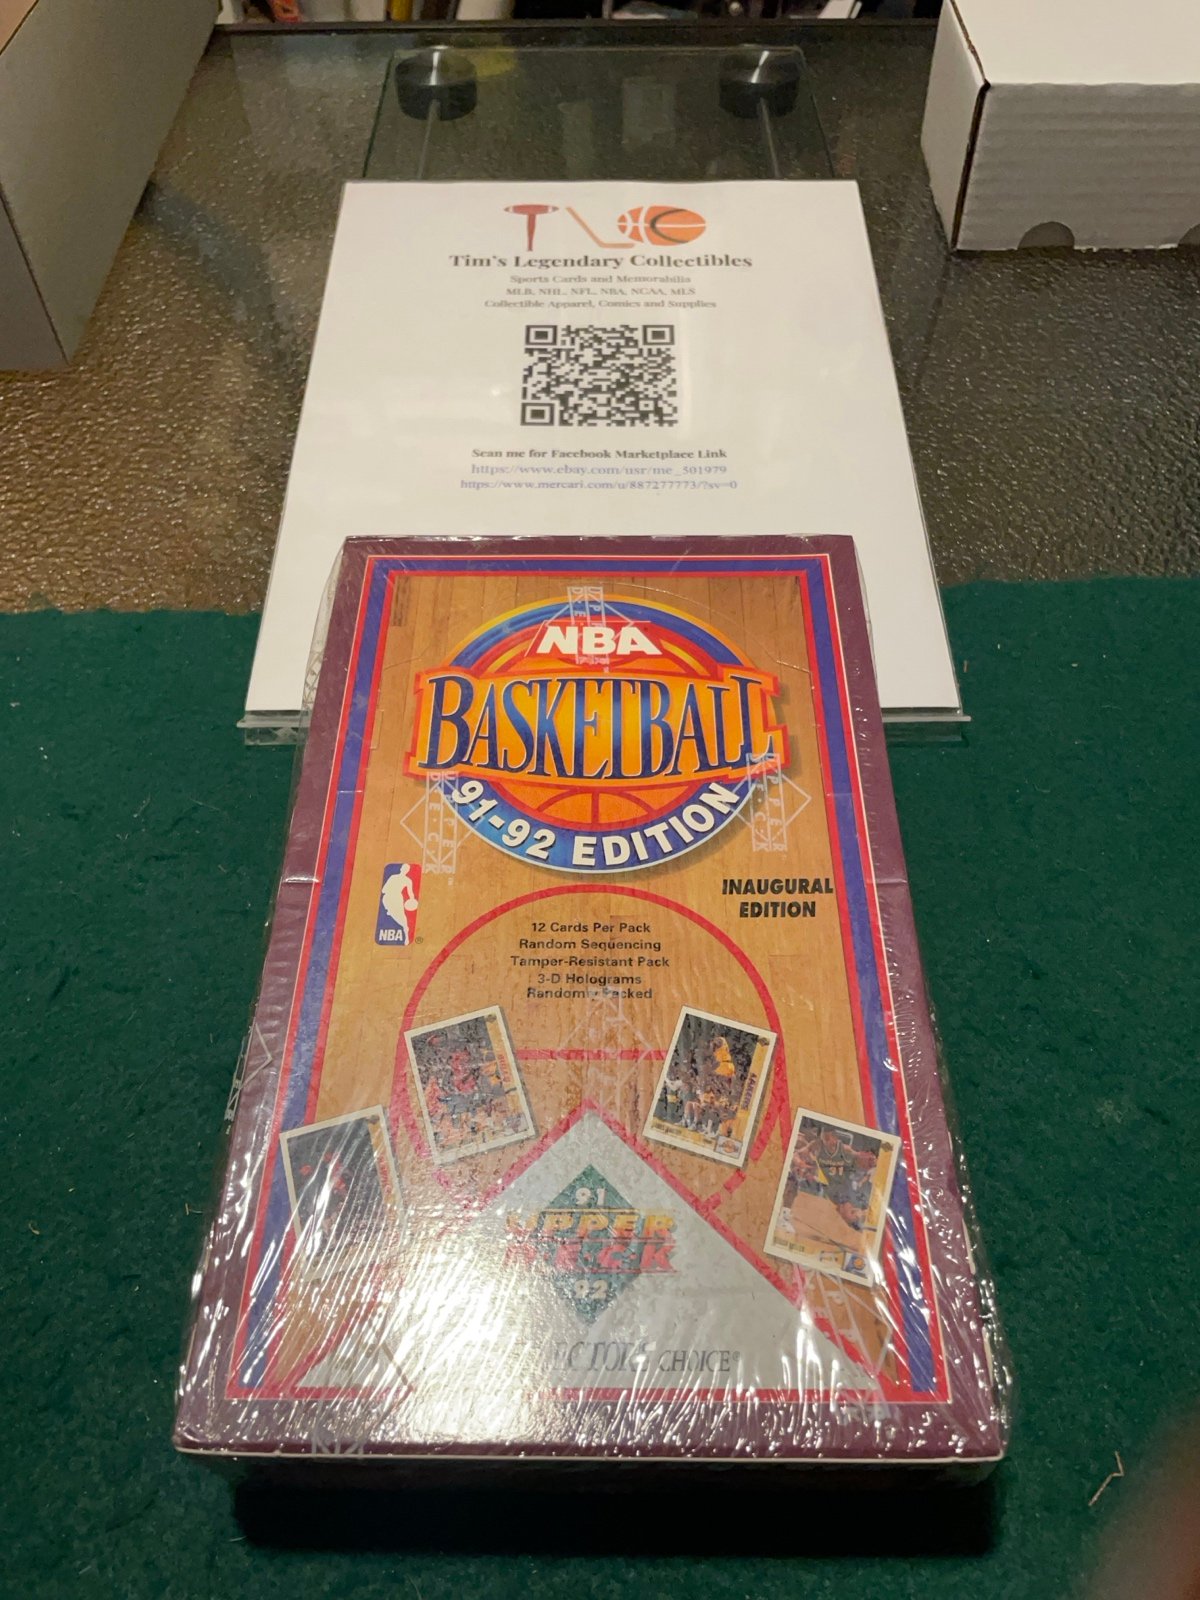 TLC
Tim's Legendary Collectibles
Sports Cards and Memorabilia
MLB, NHL, NFL, NBA, NCAA, MLS
Collectible Apparel, Comics and Supplies
Scan me for Facebook Marketplace Link
https://www.ebay.com/usr/me_301979
https://www.mercari.com/u/887277773/?sv=0
NBA
BASKETBALL
91-92 EDITION
INAUGURAL
EDITION
NBA
12 Cards Per Pack
Random Sequencing
Tamper-Resistant Pack
3-D Holograms
Randomly Packed
31
91
UPPER
DECK
92
CHOICE